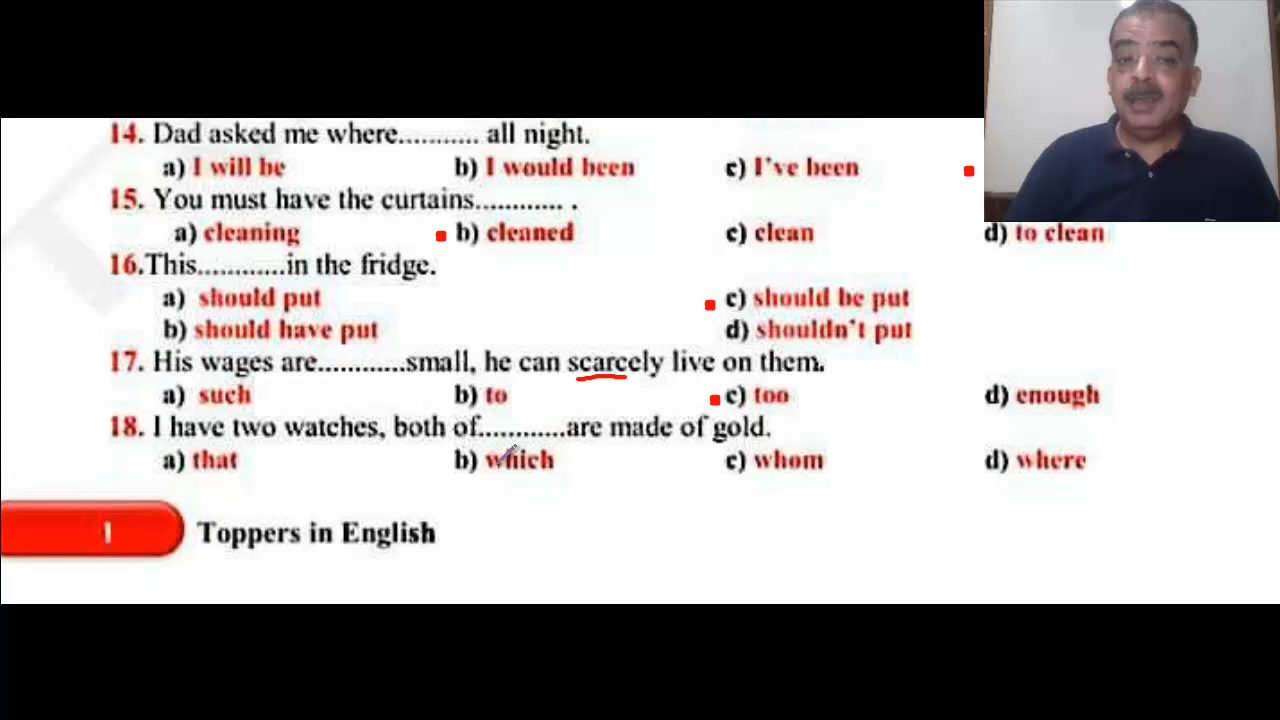 14. Dad asked me where........... all night.
a) I will be b) I would been c) I've been
15. You must have the curtains............ .
a) cleaning b) cleaned c) clean d) to clean
16.This............in the fridge.
a) should put c) should be put
b) should have put d) shouldn't put
17. His wages are............small, he can scarcely live on them.
a) such b) to c) too d) enough
18. I have two watches, both of............are made of gold.
a) that b) which c) whom d) where
1 Toppers in English